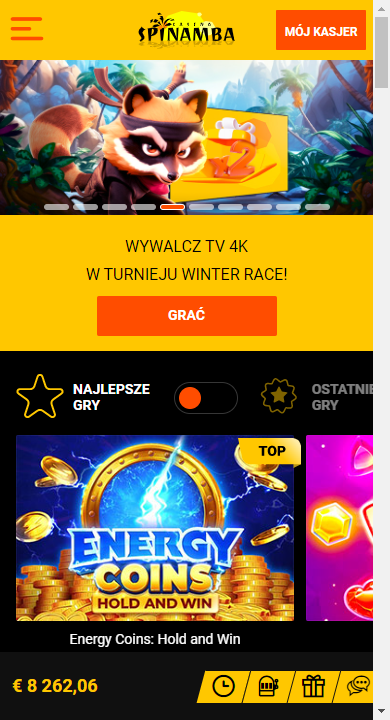 CASINO
SPINAMBA
MÓJ KASJER
x2
WYWALCZ TV 4K
W TURNIEJU WINTER RACE!
GRAĆ
NAJLEPSZE
GRY
OSTATNIE
GRY
TOP
ENERGY
COINS
HOLD AND WIN
Energy Coins: Hold and Win
€ 8 262,06